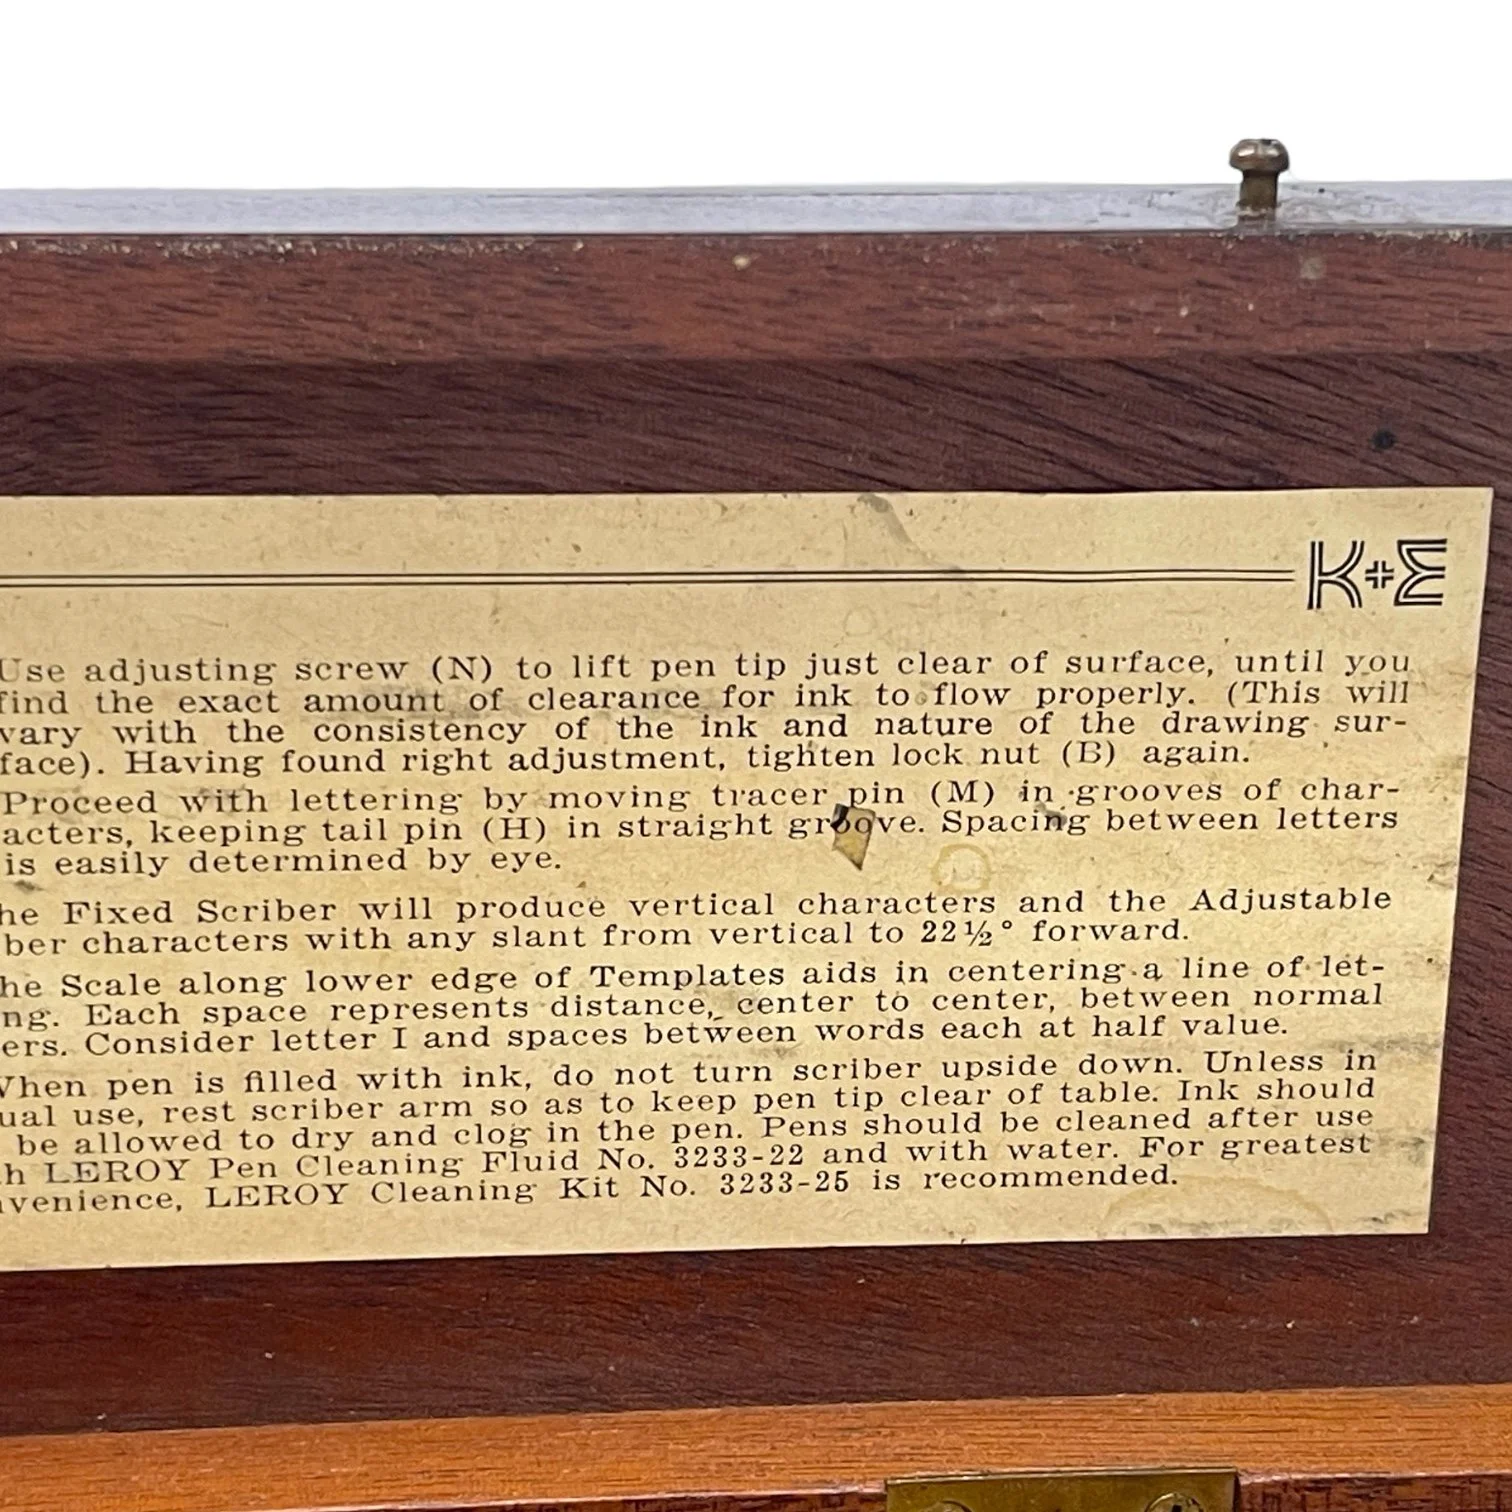 K+E
Use adjusting screw (N) to lift pen tip just clear of surface, until you
find the exact amount of clearance for ink to flow properly. (This will
vary with the consistency of the ink and nature of the drawing sur-
face). Having found right adjustment, tighten lock nut (B) again.
Proceed with lettering by moving tracer pin (M) in grooves of char-
acters, keeping tail pin (H) in straight groove. Spacing between letters
is easily determined by eye.
he Fixed Scriber will produce vertical characters and the Adjustable
ber characters with any slant from vertical to 22½° forward.
he Scale along lower edge of Templates aids in centering a line of let-
ng. Each space represents distance, center to center, between normal
ers. Consider letter I and spaces between words each at half value.
When pen is filled with ink, do not turn scriber upside down. Unless in
ual use, rest scriber arm so as to keep pen tip clear of table. Ink should
be allowed to dry and clog in the pen. Pens should be cleaned after use
h LEROY Pen Cleaning Fluid No. 3233-22 and with water. For greatest
venience, LEROY Cleaning Kit No. 3233-25 is recommended.